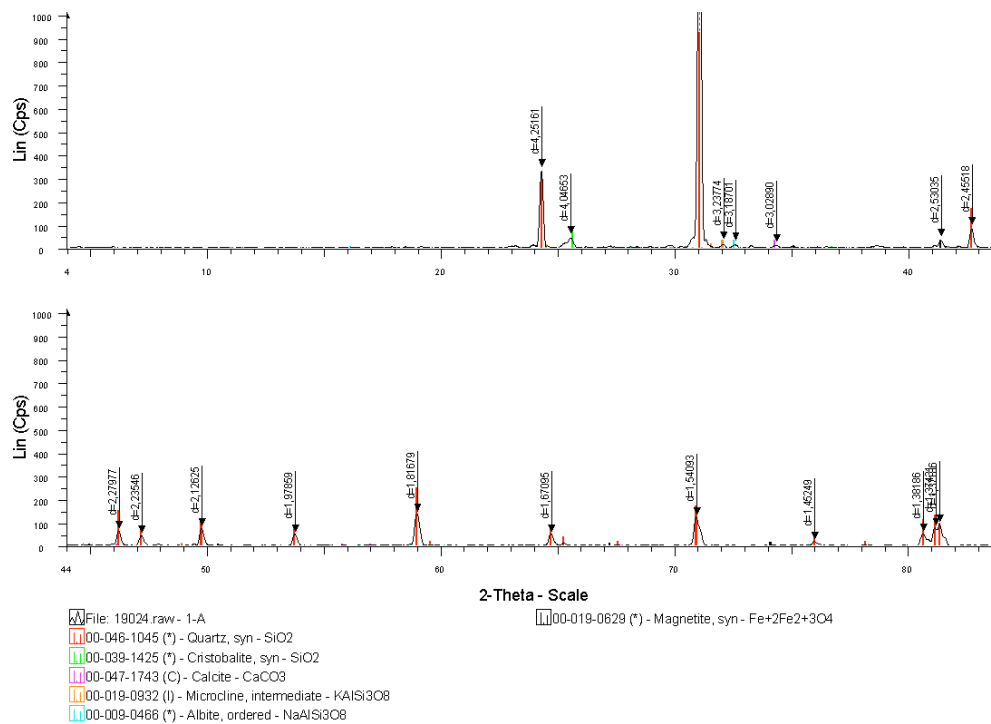 1000
900
800
700
600
500
400
300
200
100
0
Lin (Cps)
d=4,25161
d=4,04653
d=3,23774
d=3,18701
d=3,02890
d=2,53035
d=2,45518
4 10 20 30 40
1000
900
800
700
600
500
400
300
200
100
0
Lin (Cps)
d=2,27977
d=2,23546
d=2,12625
d=1,97859
d=1,81679
d=1,67095
d=1,54093
d=1,45249
d=1,38186
44 50 60 70 80
2-Theta - Scale
File: 19024.raw - 1-A
00-046-1045 (*) - Quartz, syn - SiO2
00-039-1425 (*) - Cristobalite, syn - SiO2
00-047-1743 (C) - Calcite - CaCO3
00-019-0932 (I) - Microcline, intermediate - KAlSi3O8
00-009-0466 (*) - Albite, ordered - NaAlSi3O8
00-019-0629 (*) - Magnetite, syn - Fe+2Fe2+3O4